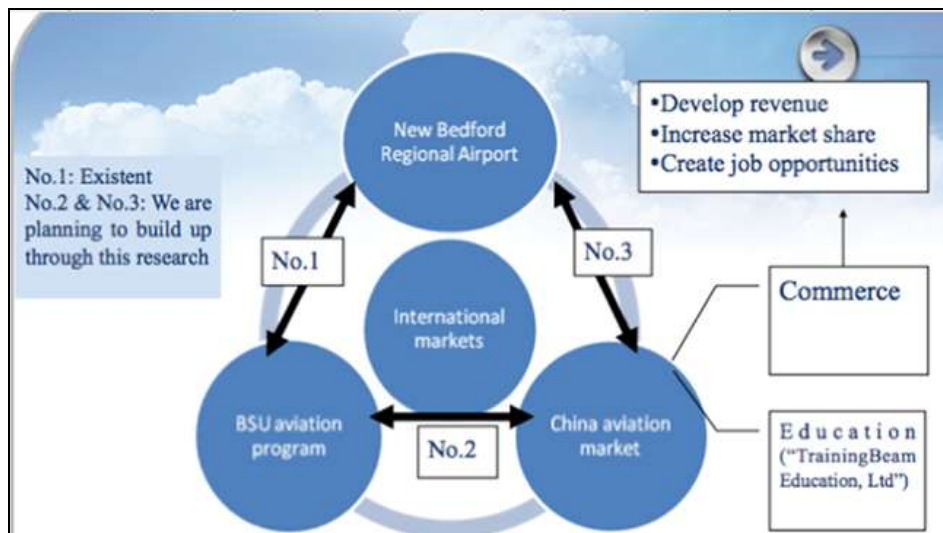 New Bedford
Regional Airport
•Develop revenue
•Increase market share
•Create job opportunities
No.1: Existent
No.2 & No.3: We are
planning to build up
through this research
No.1
No.3
International
markets
Commerce
BSU aviation
program
No.2
China aviation
market
Education
("TrainingBeam
Education, Ltd")